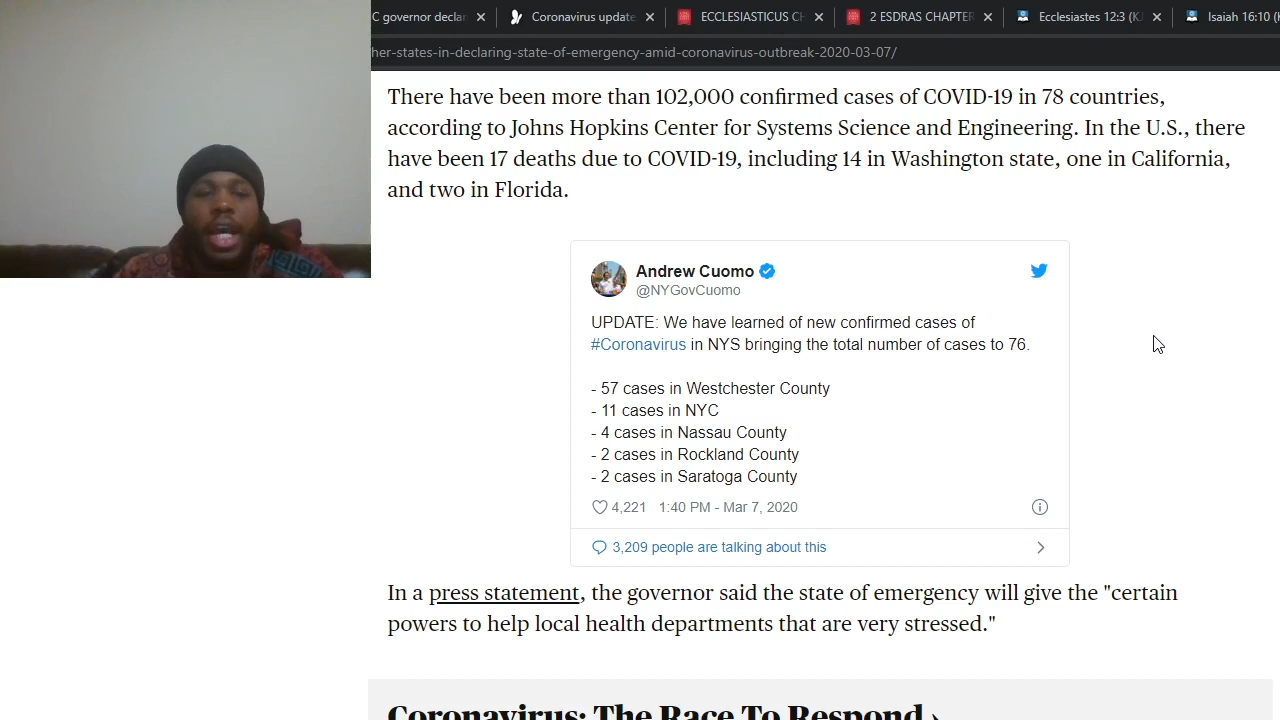 C governor declar
Coronavirus update
ECCLESIASTICUS CH
2 ESDRAS CHAPTER
Ecclesiastes 12:3 (KJ
Isaiah 16:10 (K
her-states-in-declaring-state-of-emergency-amid-coronavirus-outbreak-2020-03-07/
There have been more than 102,000 confirmed cases of COVID-19 in 78 countries,
according to Johns Hopkins Center for Systems Science and Engineering. In the U.S., there
have been 17 deaths due to COVID-19, including 14 in Washington state, one in California,
and two in Florida.
Andrew Cuomo
@NYGovCuomo
UPDATE: We have learned of new confirmed cases of
#Coronavirus in NYS bringing the total number of cases to 76.
- 57 cases in Westchester County
- 11 cases in NYC
- 4 cases in Nassau County
- 2 cases in Rockland County
- 2 cases in Saratoga County
4,221 1:40 PM - Mar 7, 2020
3,209 people are talking about this
In a press statement, the governor said the state of emergency will give the "certain
powers to help local health departments that are very stressed."
Coronavirus: The Race To Respond ›